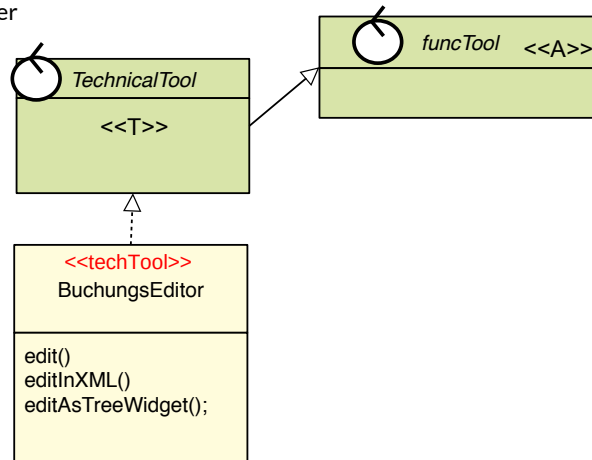 er
funcTool <<A>>
TechnicalTool
<<T>>
<<techTool>>
BuchungsEditor
edit()
editInXML()
editAsTreeWidget();